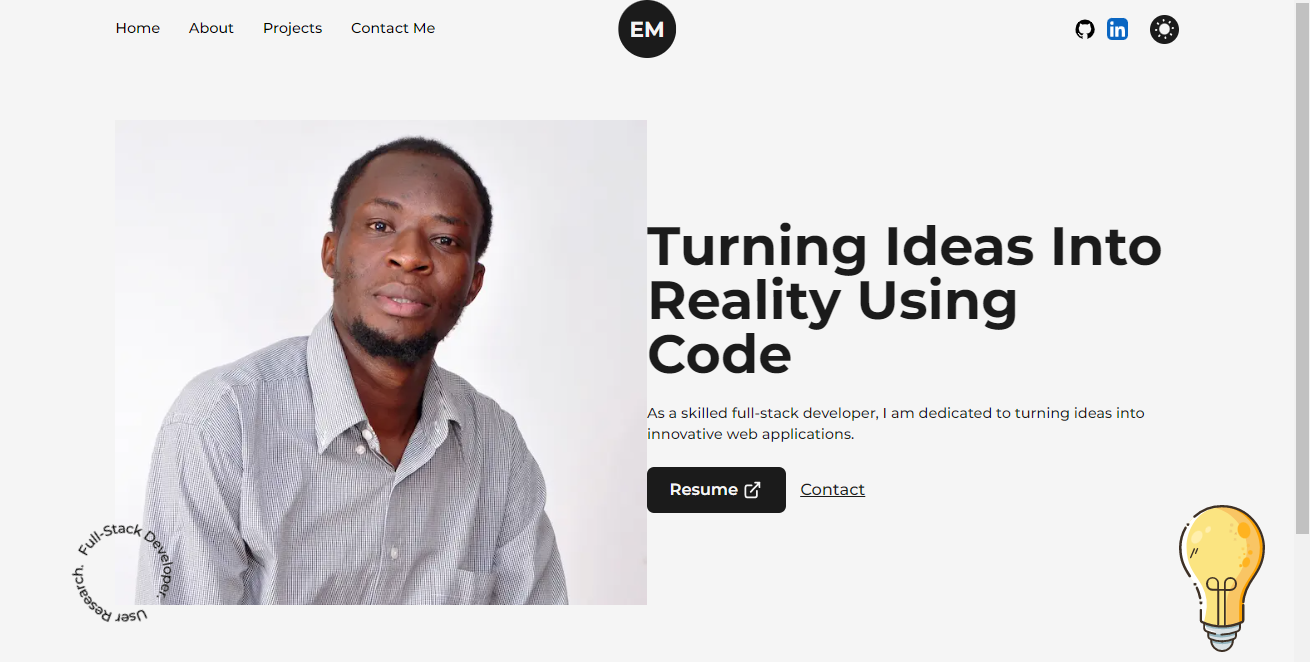 Home About Projects Contact Me
EM
in
Turning Ideas Into
Reality Using
Code
As a skilled full-stack developer, I am dedicated to turning ideas into
innovative web applications.
Resume Contact
Full-Stack Developer. User Research.